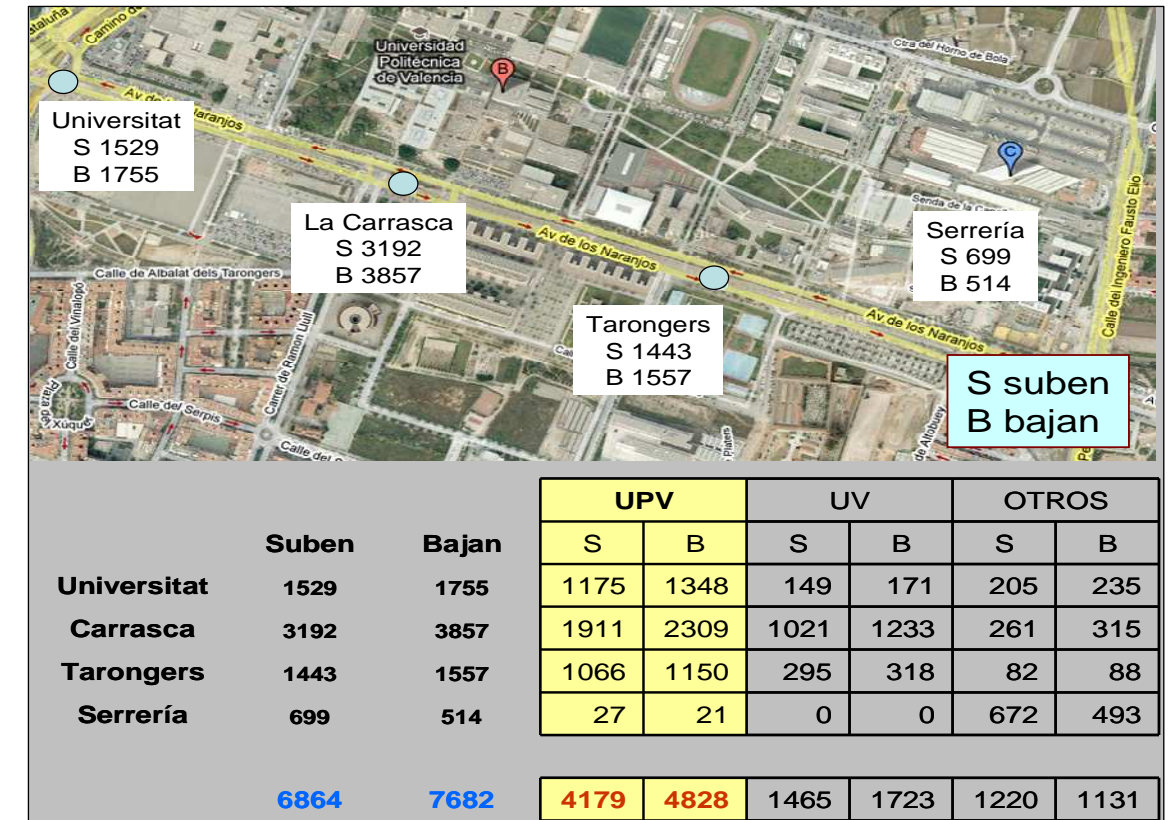 Camino de
Universidad
Politécnica
de Valencia
B
Ctra del Horno de Bola
Av de los Naranjos
Universitat
S 1529
B 1755
C
La Carrasca
S 3192
B 3857
Av de los Naranjos
Serrería
S 699
B 514
Calle de Albalat dels Tarongers
Calle del Vinalopó
Carrer de Ramon Llull
Tarongers
S 1443
B 1557
Av de los Naranjos
Calle del Ingeniero Fausto Elio
S suben
B bajan
Calle del Serpis
UPV UV OTROS
Suben Bajan S B S B S B
Universitat 1529 1755 1175 1348 149 171 205 235
Carrasca 3192 3857 1911 2309 1021 1233 261 315
Tarongers 1443 1557 1066 1150 295 318 82 88
Serrería 699 514 27 21 0 0 672 493
6864 7682 4179 4828 1465 1723 1220 1131